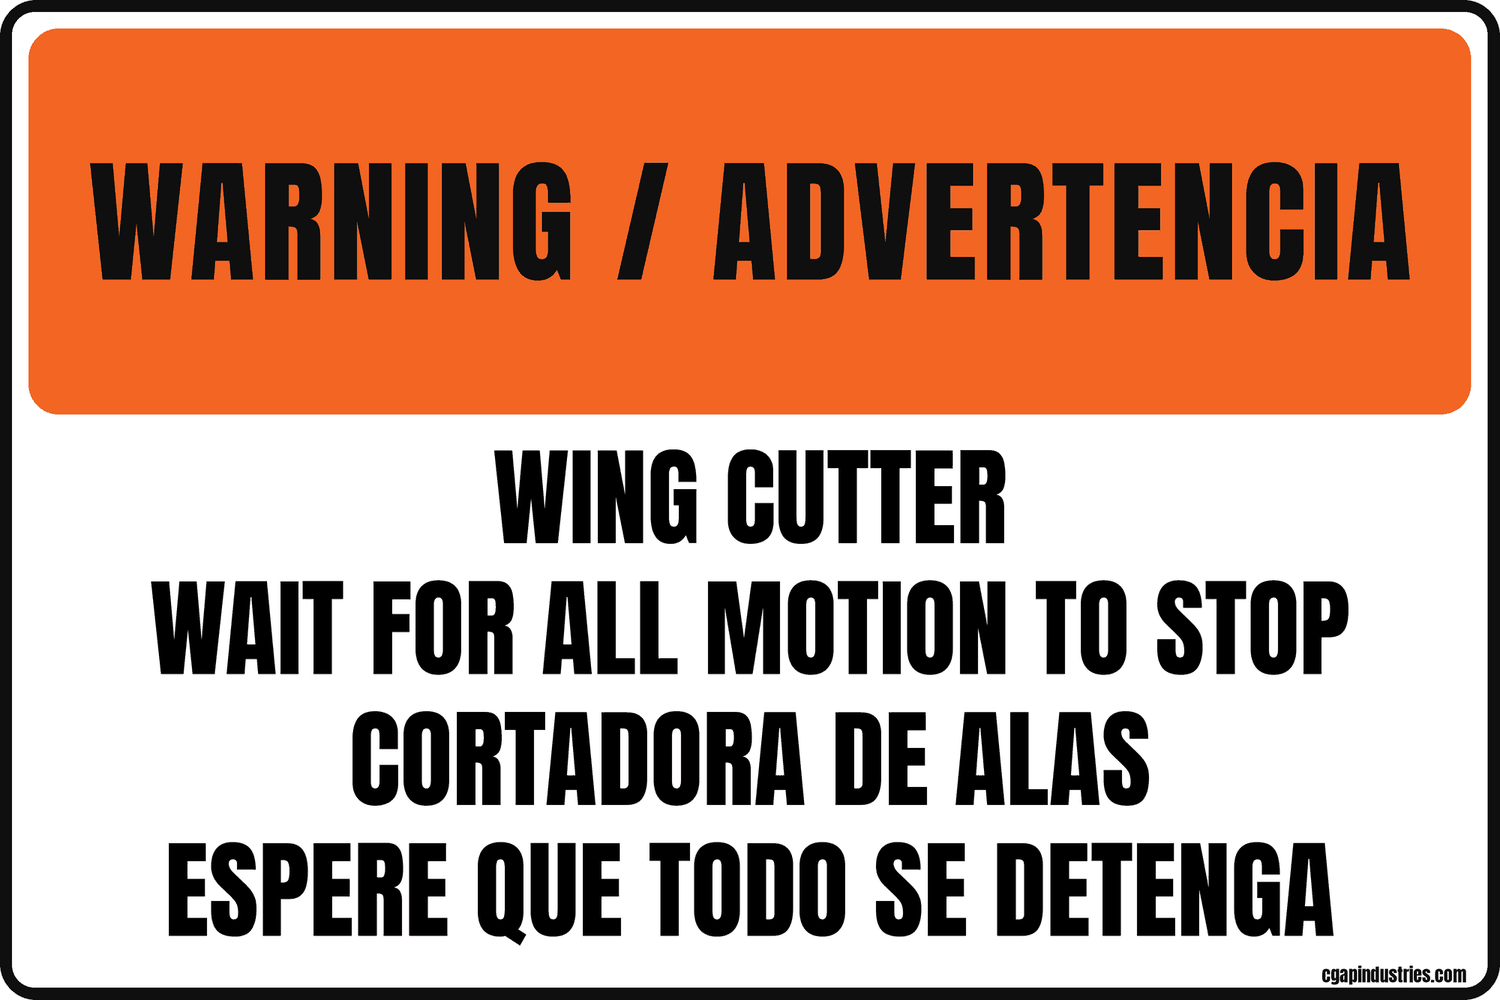 WARNING / ADVERTENCIA
WING CUTTER
WAIT FOR ALL MOTION TO STOP
CORTADORA DE ALAS
ESPERE QUE TODO SE DETENGA
cgapindustries.com